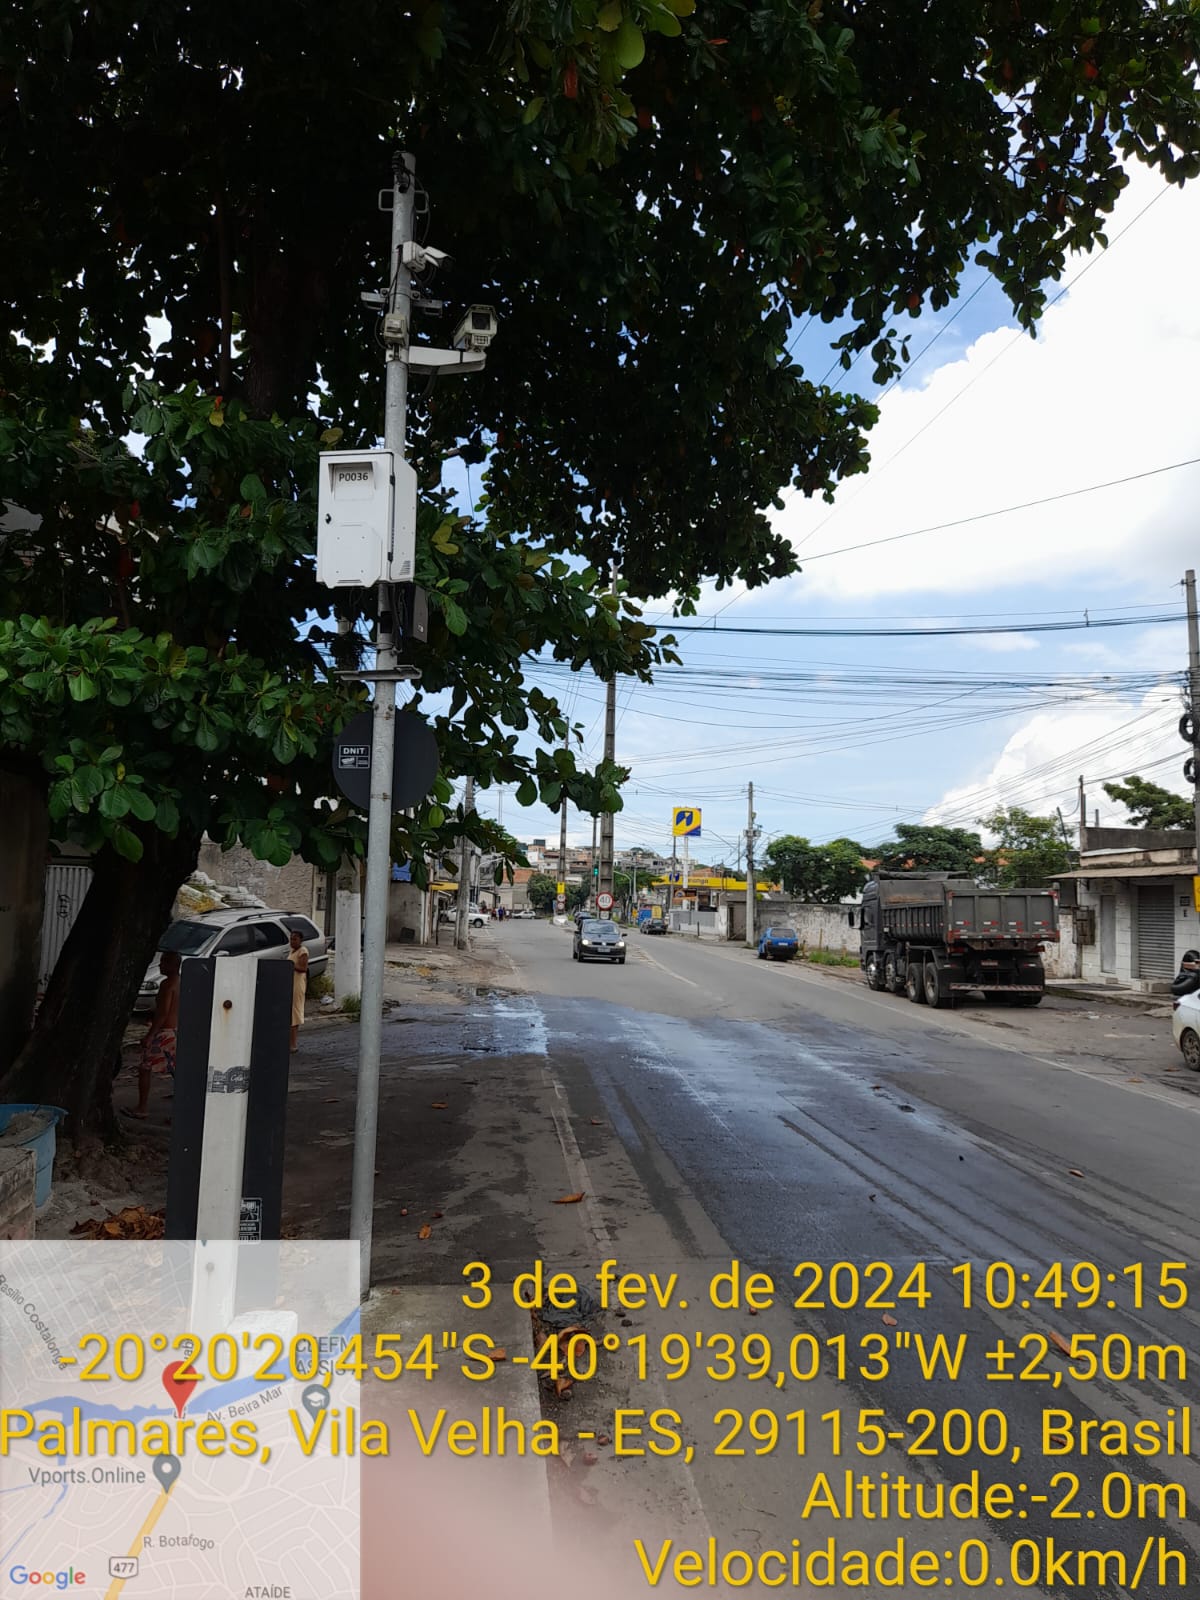 P0036
DNIT
40
3 de fev. de 2024 10:49:15
-20°20'20,454"S -40°19'39,013"W ±2,50m
Palmares, Vila Velha - ES, 29115-200, Brasil
Altitude:-2.0m
Velocidade:0.0km/h
Av. Beira Mar
Vports.Online
R. Botafogo
477
Google
ATAÍDE